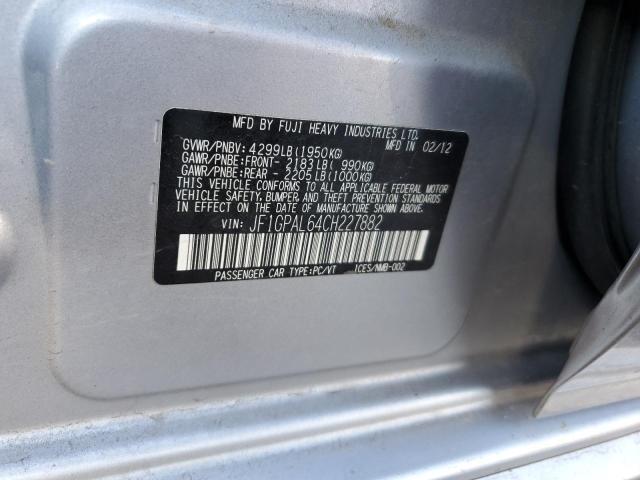 MFD BY FUJI HEAVY INDUSTRIES LTD.
GVWR/PNBV: 4299LB(1950KG) MFD IN 02/12
GAWR/PNBE:FRONT- 2183LB( 990KG)
GAWR/PNBE:REAR - 2205LB(1000KG)
THIS VEHICLE CONFORMS TO ALL APPLICABLE FEDERAL MOTOR
VEHICLE SAFETY, BUMPER,AND THEFT PREVENTION STANDARDS
IN EFFECT ON THE DATE OF MANUFACTURE SHOWN ABOVE.
VIN: JF1GPAL64CH227882
PASSENGER CAR TYPE:PC/VT ICES/NMB-002